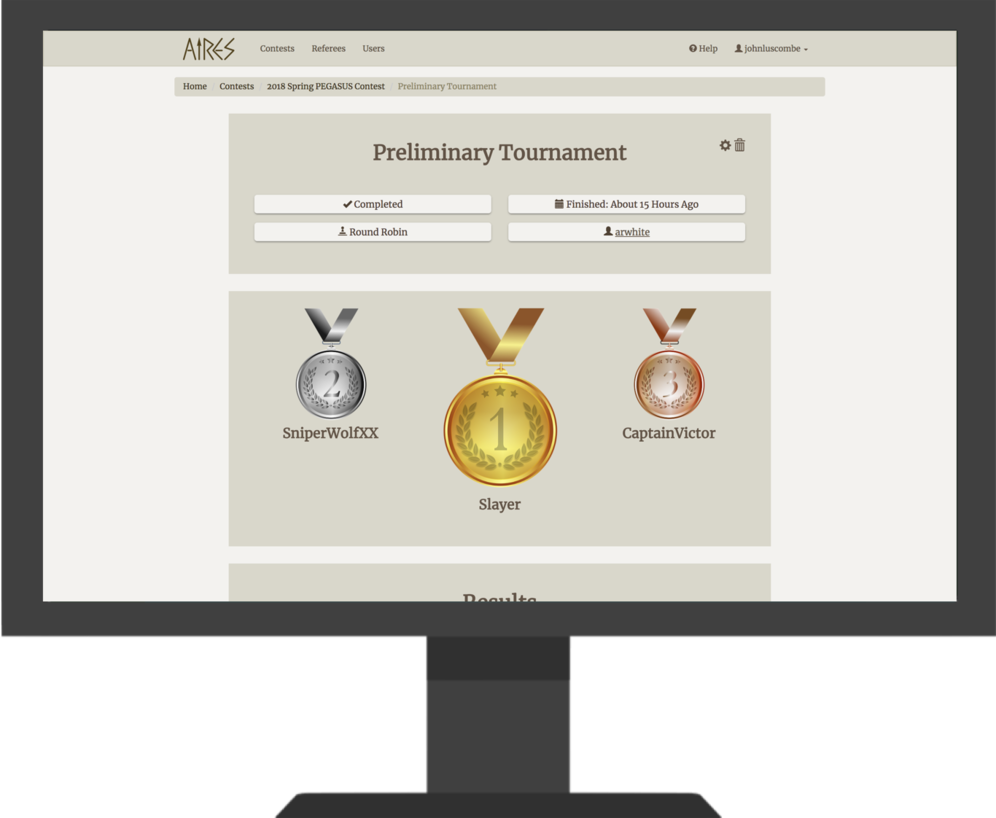 AIRES Contests Referees Users Help johnluscombe
Home / Contests / 2018 Spring PEGASUS Contest / Preliminary Tournament
Preliminary Tournament
Completed Finished: About 15 Hours Ago
Round Robin arwhite
2 1 3
SniperWolfXX CaptainVictor
Slayer
Results